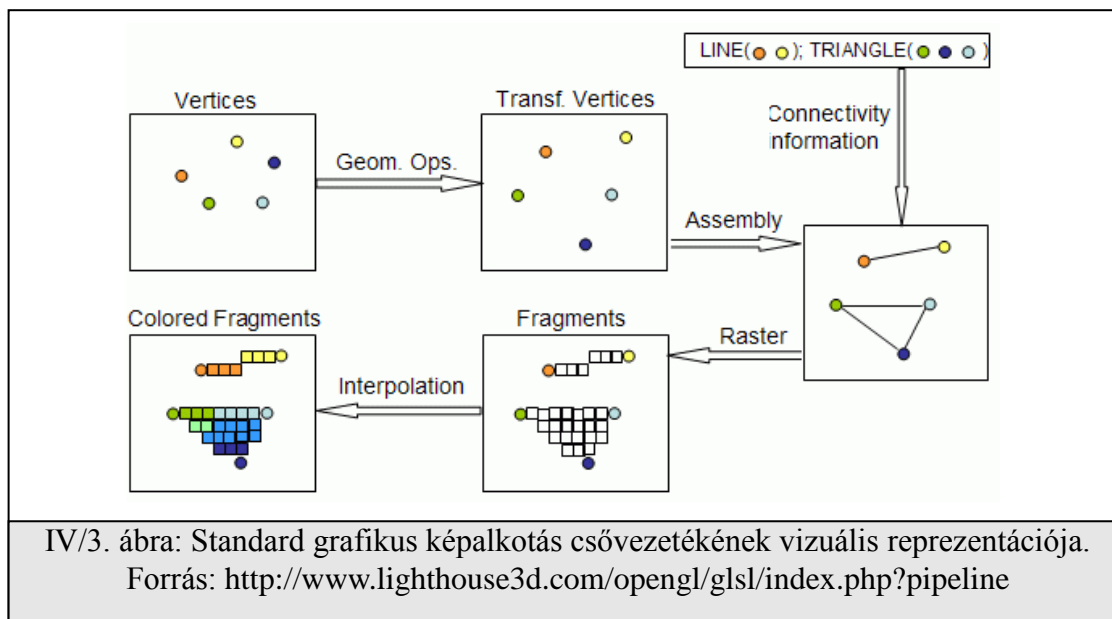 LINE( ); TRIANGLE( )
Vertices
Transf. Vertices
Connectivity
information
Geom. Ops.
Assembly
Colored Fragments
Fragments
Raster
Interpolation
IV/3. ábra: Standard grafikus képalkotás csővezetékének vizuális reprezentációja.
Forrás: http://www.lighthouse3d.com/opengl/glsl/index.php?pipeline